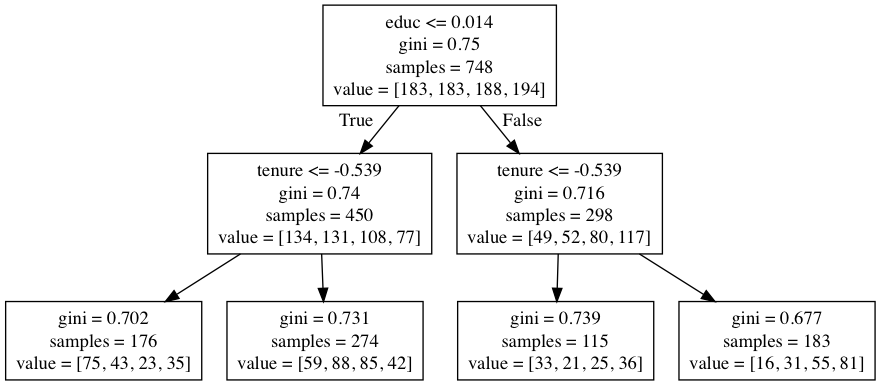 educ <= 0.014
gini = 0.75
samples = 748
value = [183, 183, 188, 194]
True
False
tenure <= -0.539
gini = 0.74
samples = 450
value = [134, 131, 108, 77]
tenure <= -0.539
gini = 0.716
samples = 298
value = [49, 52, 80, 117]
gini = 0.702
samples = 176
value = [75, 43, 23, 35]
gini = 0.731
samples = 274
value = [59, 88, 85, 42]
gini = 0.739
samples = 115
value = [33, 21, 25, 36]
gini = 0.677
samples = 183
value = [16, 31, 55, 81]